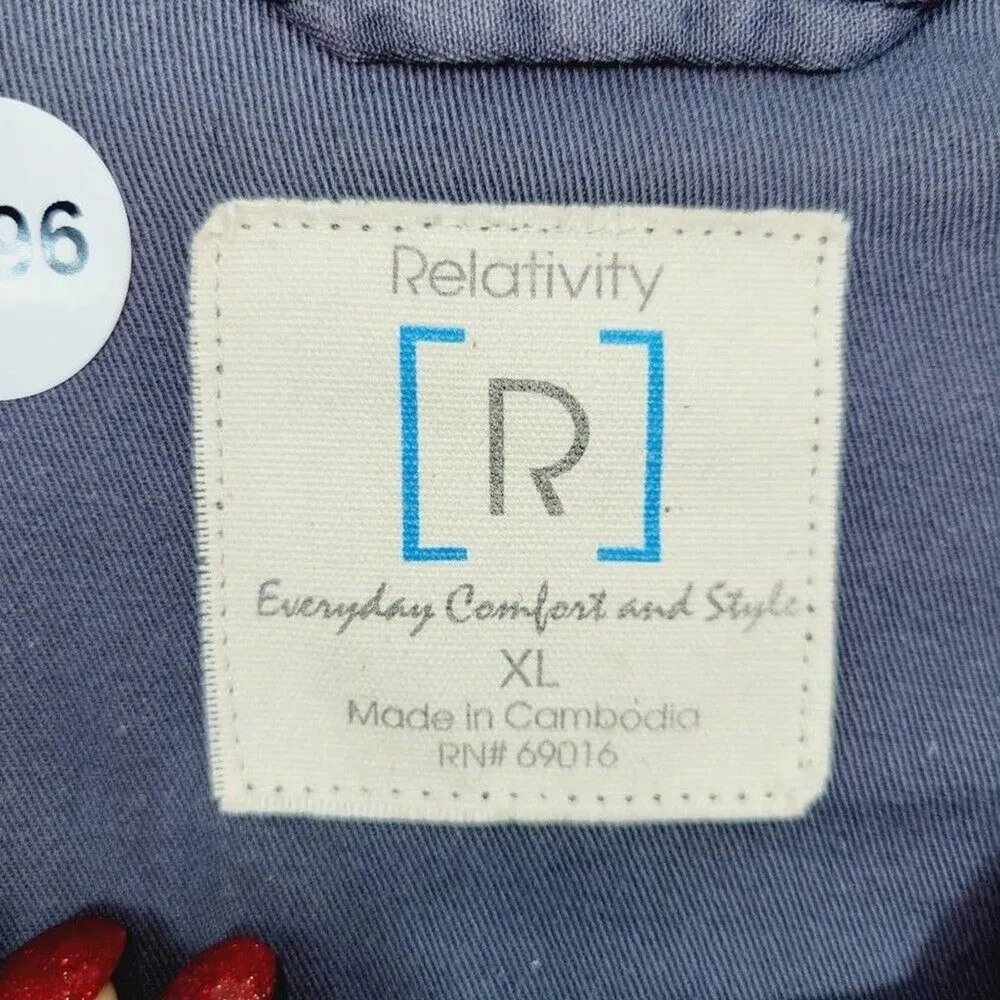 96
Relativity
[R]
Everyday Comfort and Style.
XL
Made in Cambodia
RN# 69016